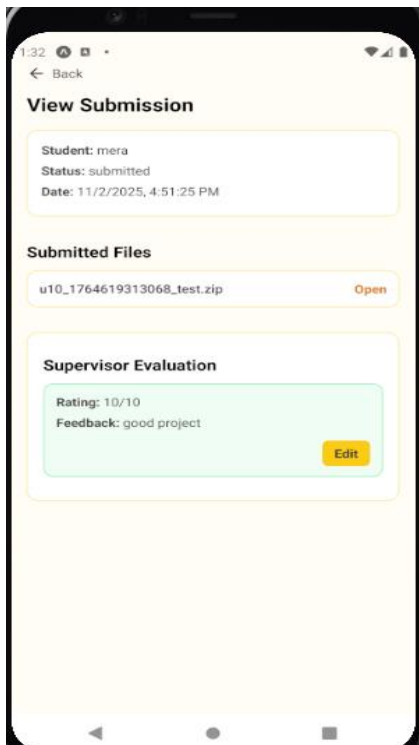 1:32
← Back
View Submission
Student: mera
Status: submitted
Date: 11/2/2025, 4:51:25 PM
Submitted Files
u10_1764619313068_test.zip Open
Supervisor Evaluation
Rating: 10/10
Feedback: good project
Edit